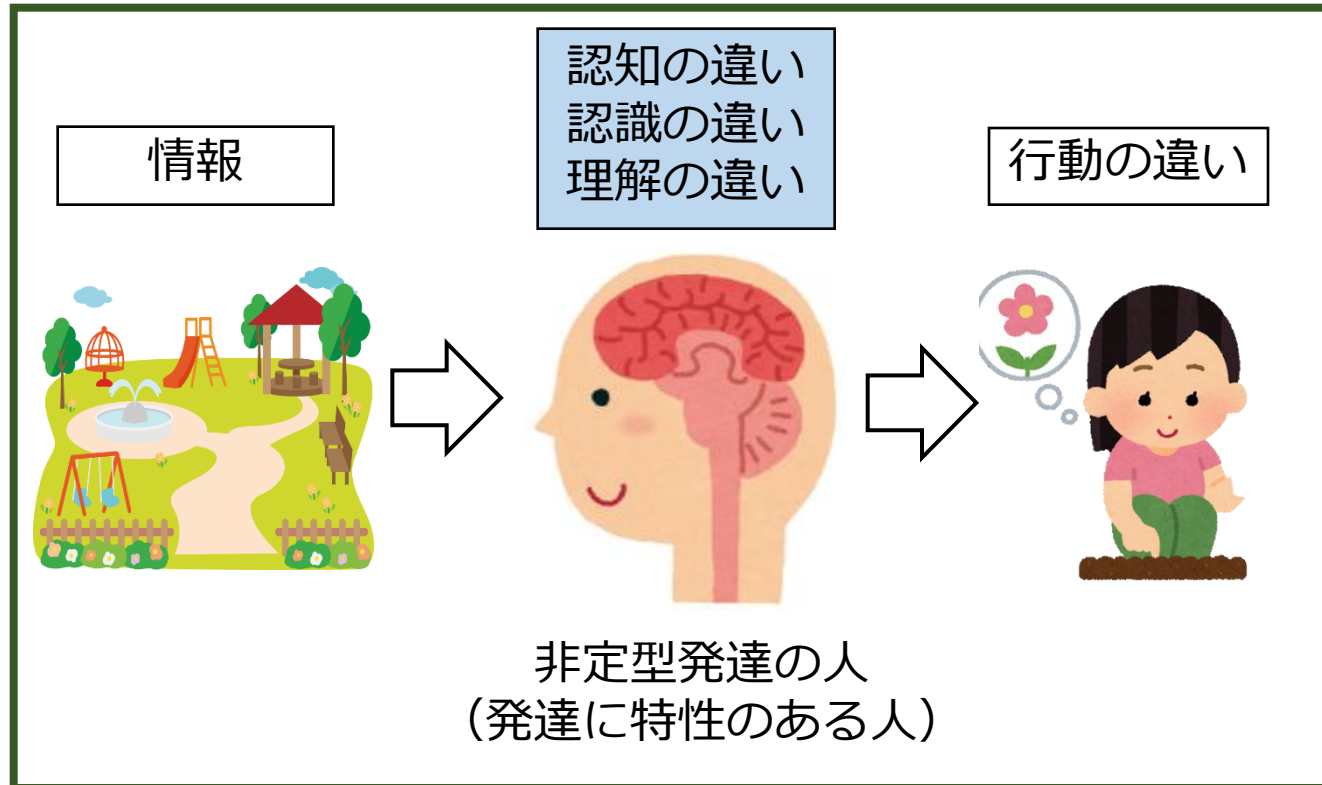 情報
認知の違い
認識の違い
理解の違い
行動の違い
非定型発達の人
（発達に特性のある人）